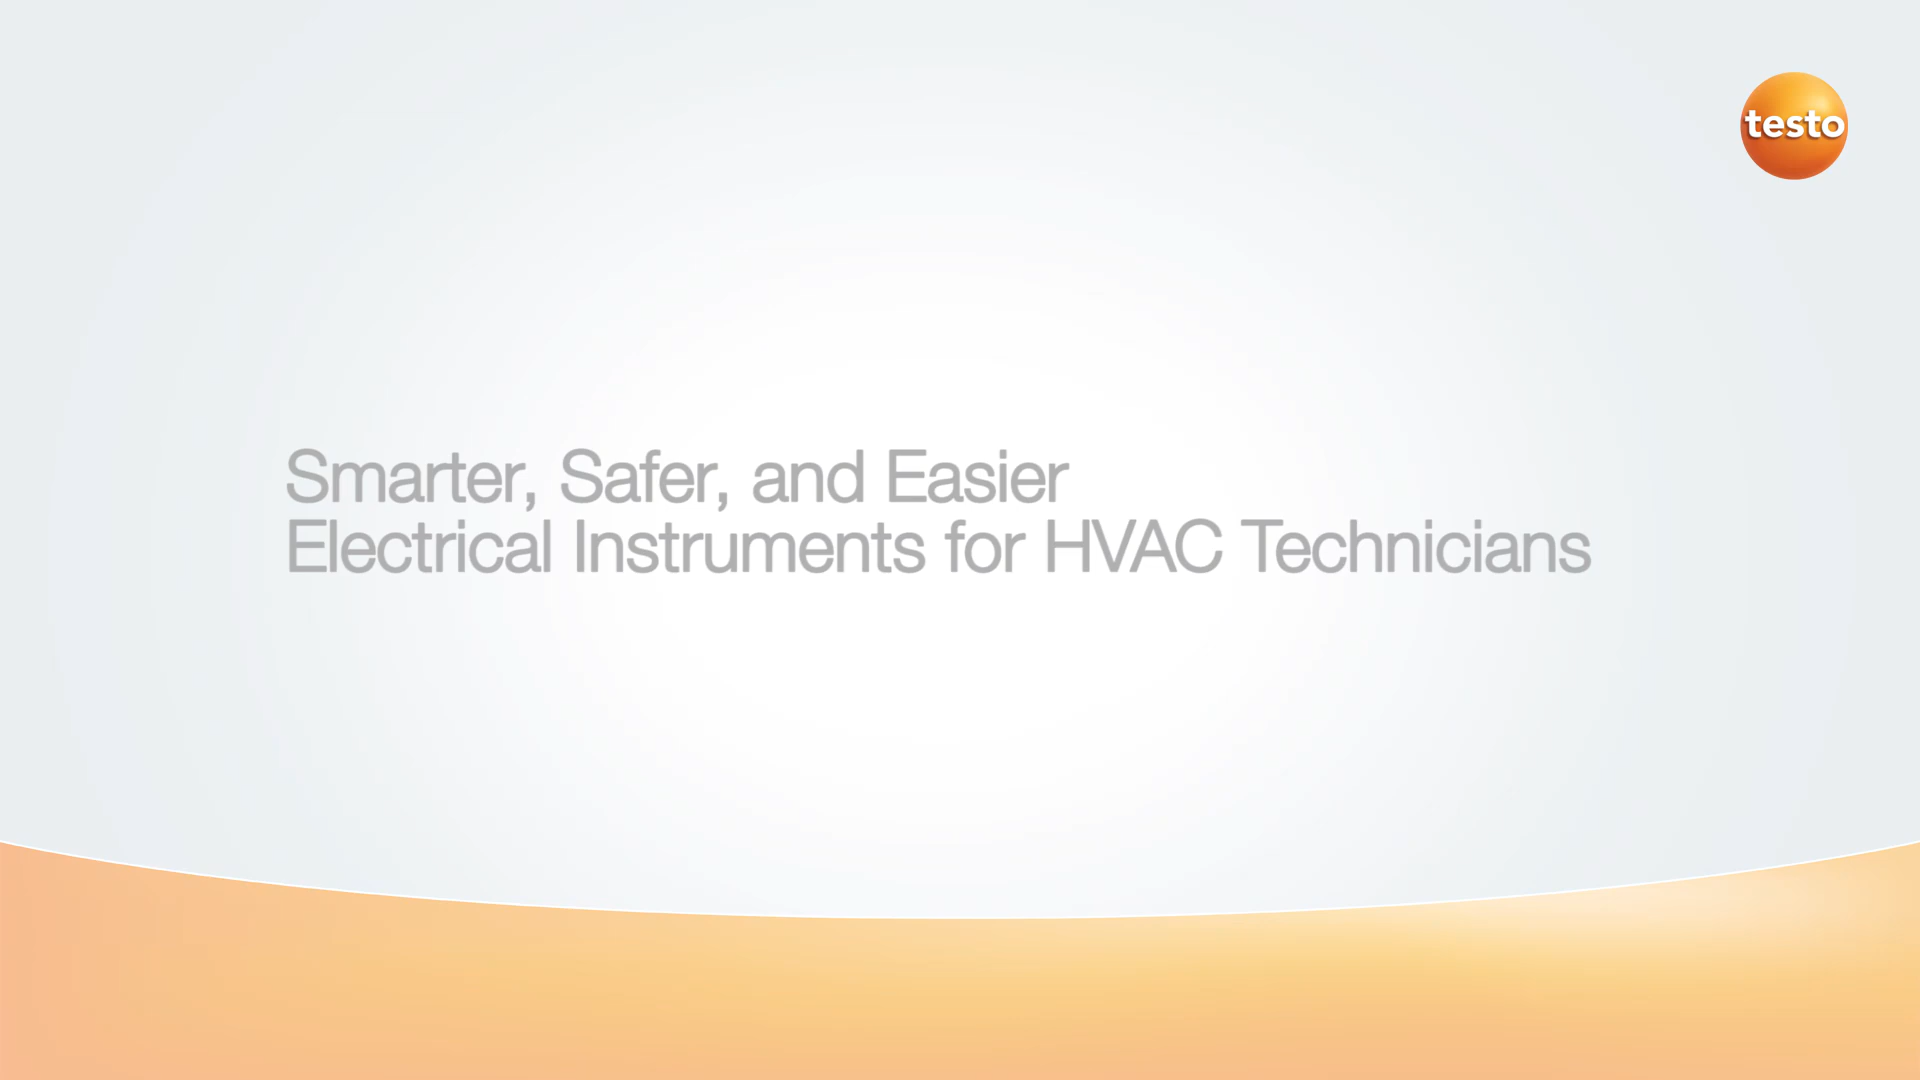 testo
Smarter, Safer, and Easier
Electrical Instruments for HVAC Technicians